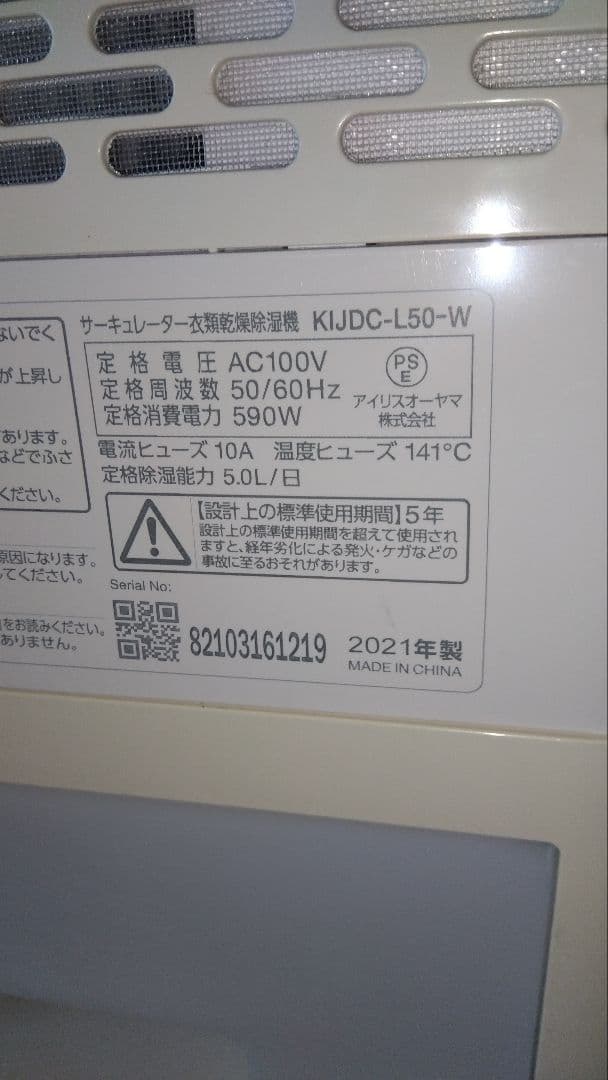 サーキュレーター衣類乾燥除湿機 KIJDC-L50-W
定格電圧 AC100V
定格周波数 50/60Hz
定格消費電力 590W
PS
E
アイリスオーヤマ
株式会社
電流ヒューズ 10A 温度ヒューズ 141°C
定格除湿能力 5.0L/日
【設計上の標準使用期間】5年
設計上の標準使用期間を超えて使用され
ますと、経年劣化による発火・ケガなどの
事故に至るおそれがあります。
Serial No:
82103161219 2021年製
MADE IN CHINA
ないでく
が上昇し
あります。
などでふさ
ください。
原因になります。
てください。
をお読みください。
ありません。